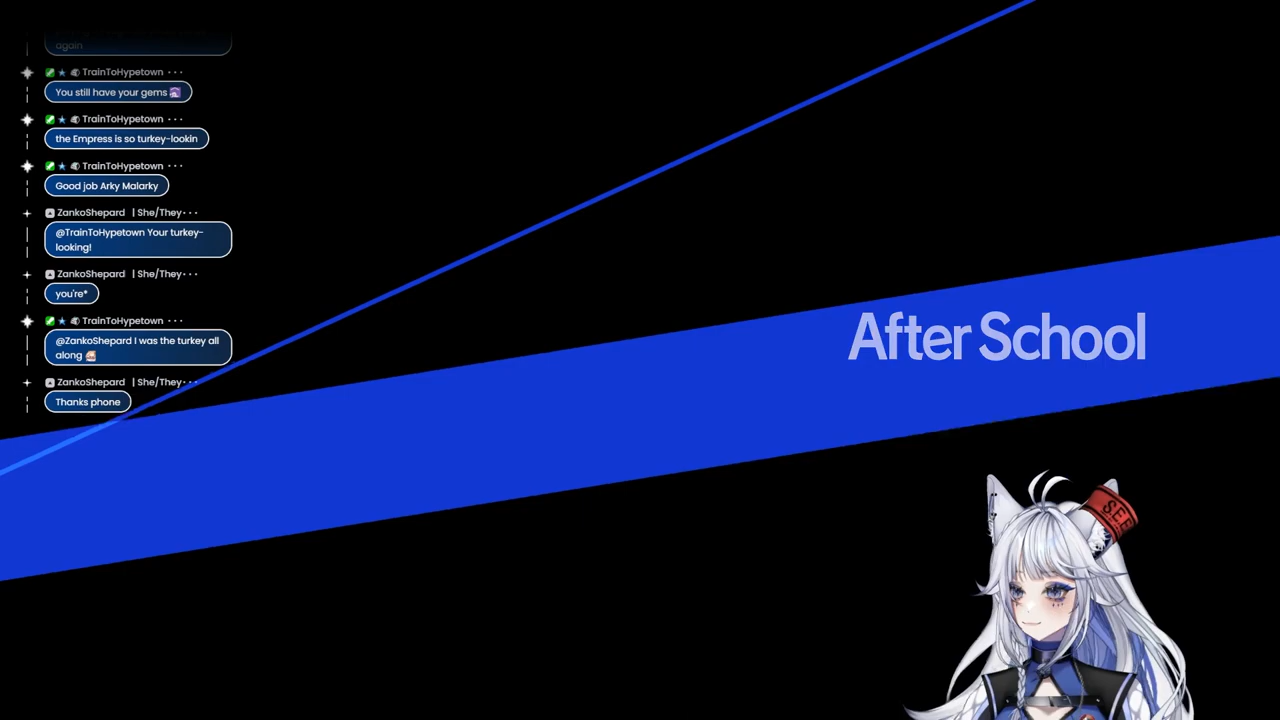 again
TrainToHypetown ...
You still have your gems
TrainToHypetown ...
the Empress is so turkey-lookin
TrainToHypetown ...
Good job Arky Malarky
ZankoShepard | She/They...
@TrainToHypetown Your turkey-
looking!
ZankoShepard | She/They...
you're*
TrainToHypetown ...
@ZankoShepard I was the turkey all
along
ZankoShepard | She/They...
Thanks phone
After School
SEE